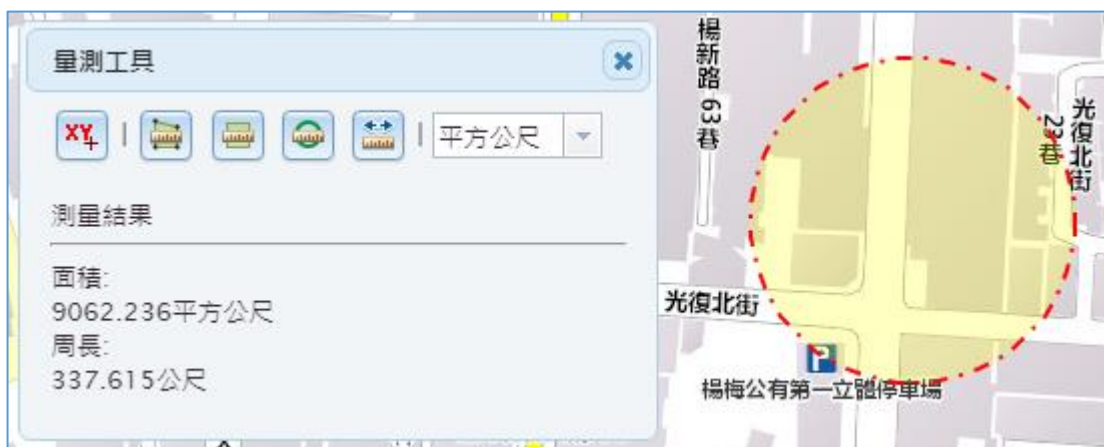 量測工具
XY
平方公尺
測量結果
面積:
9062.236平方公尺
周長:
337.615公尺
楊新路 63巷
光復北街
23巷
光復北街
P
楊梅公有第一立體停車場